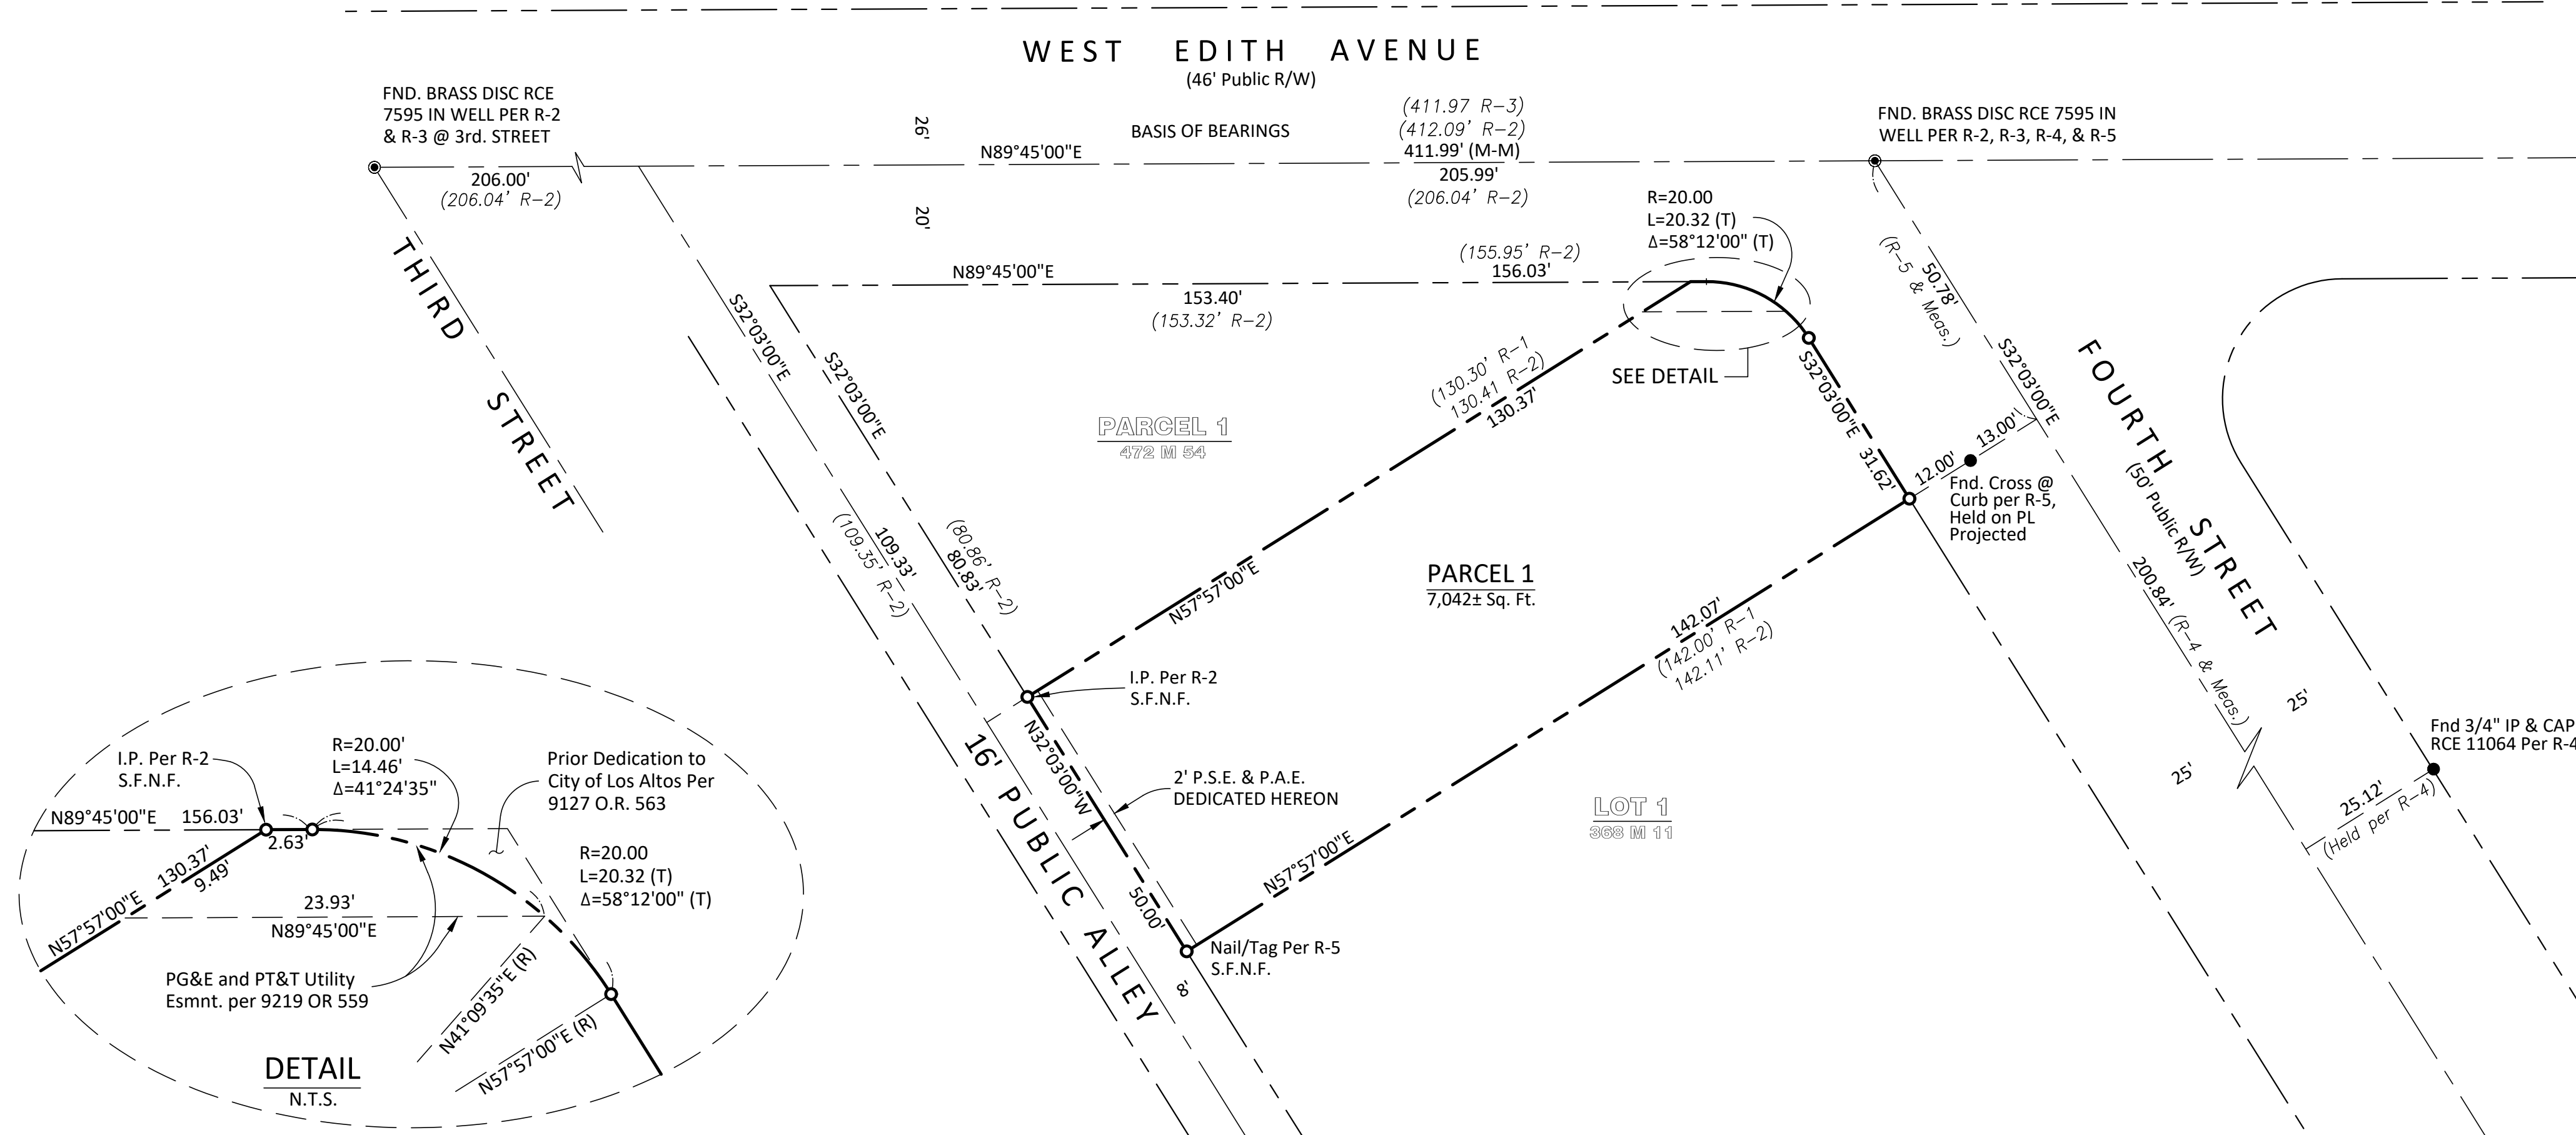 WEST EDITH AVENUE
(46' Public R/W)
FND. BRASS DISC RCE
7595 IN WELL PER R-2
& R-3 @ 3rd. STREET
26'
BASIS OF BEARINGS
(411.97 R-3)
(412.09' R-2)
411.99' (M-M)
N89°45'00"E
FND. BRASS DISC RCE 7595 IN
WELL PER R-2, R-3, R-4, & R-5
206.00'
(206.04' R-2)
205.99'
(206.04' R-2)
20'
R=20.00
L=20.32 (T)
Δ=58°12'00" (T)
(155.95' R-2)
N89°45'00"E
156.03'
153.40'
(153.32' R-2)
THIRD STREET
S32°03'00"E
S32°03'00"E
(130.30' R-1
130.41 R-2)
130.37'
SEE DETAIL
S32°03'00"E
31.62'
50.78'
(R-5 & Meas.)
S32°03'00"E
FOURTH STREET
(50' Public R/W)
PARCEL 1
472 M 54
12.00'
13.00'
Fnd. Cross @
Curb per R-5,
Held on PL
Projected
109.33'
(109.35' R-2)
(80.86' R-2)
80.83'
N57°57'00"E
PARCEL 1
7,042± Sq. Ft.
142.07'
(142.00' R-1
142.11' R-2)
200.84' (R-4 & Meas.)
25'
25'
Fnd 3/4" IP & CAP
RCE 11064 Per R-4
25.12'
(Held per R-4)
I.P. Per R-2
S.F.N.F.
N32°03'00"W
50.00'
2' P.S.E. & P.A.E.
DEDICATED HEREON
LOT 1
368 M 11
N57°57'00"E
16' PUBLIC ALLEY
Nail/Tag Per R-5
S.F.N.F.
8'
I.P. Per R-2
S.F.N.F.
R=20.00'
L=14.46'
Δ=41°24'35"
Prior Dedication to
City of Los Altos Per
9127 O.R. 563
N89°45'00"E
156.03'
2.63'
130.37'
9.49'
N57°57'00"E
R=20.00
L=20.32 (T)
Δ=58°12'00" (T)
23.93'
N89°45'00"E
PG&E and PT&T Utility
Esmnt. per 9219 OR 559
N41°09'35"E (R)
N57°57'00"E (R)
DETAIL
N.T.S.